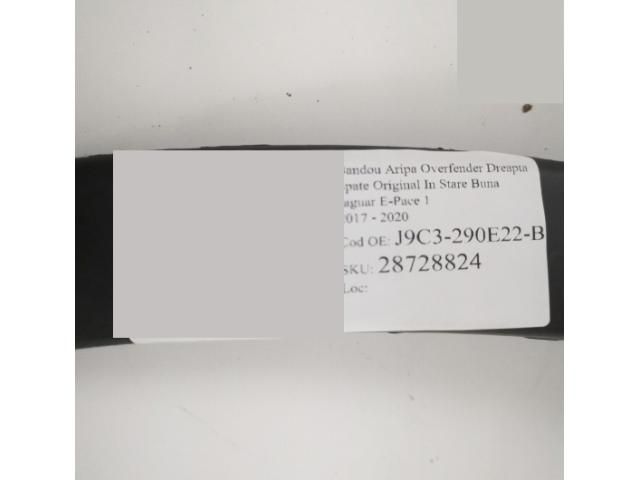 Bandou Aripa Overfender Dreapta
Spate Original In Stare Buna
Jaguar E-Pace 1
2017 - 2020
Cod OE: J9C3-290E22-B
SKU: 28728824
Loc: